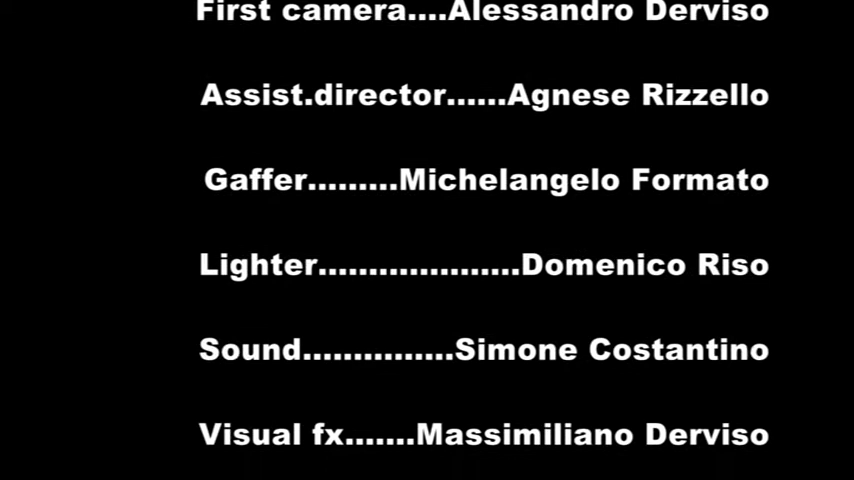 First camera....Alessandro Derviso
Assist.director......Agnese Rizzello
Gaffer.........Michelangelo Formato
Lighter....................Domenico Riso
Sound...............Simone Costantino
Visual fx.......Massimiliano Derviso